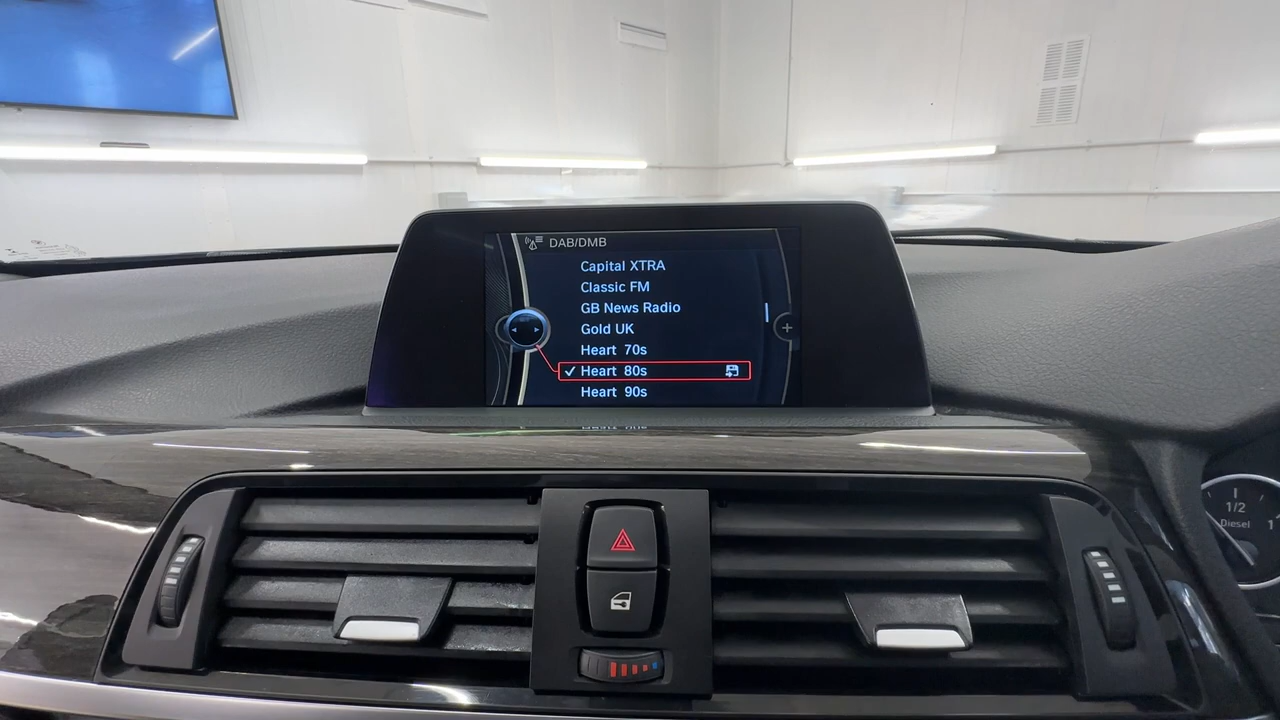 DAB/DMB
Capital XTRA
Classic FM
GB News Radio
Gold UK
Heart 70s
Heart 80s
Heart 90s
1/2
Diesel